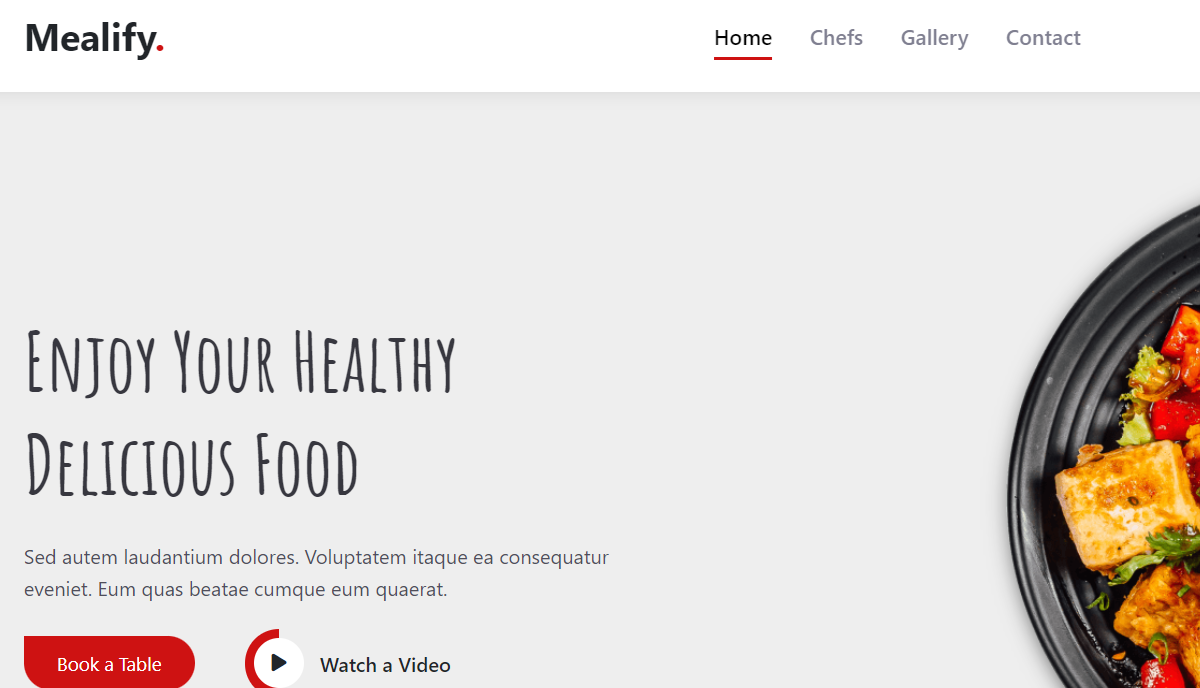 Mealify.
Home Chefs Gallery Contact
Enjoy Your Healthy
Delicious Food
Sed autem laudantium dolores. Voluptatem itaque ea consequatur
eveniet. Eum quas beatae cumque eum quaerat.
Book a Table
Watch a Video